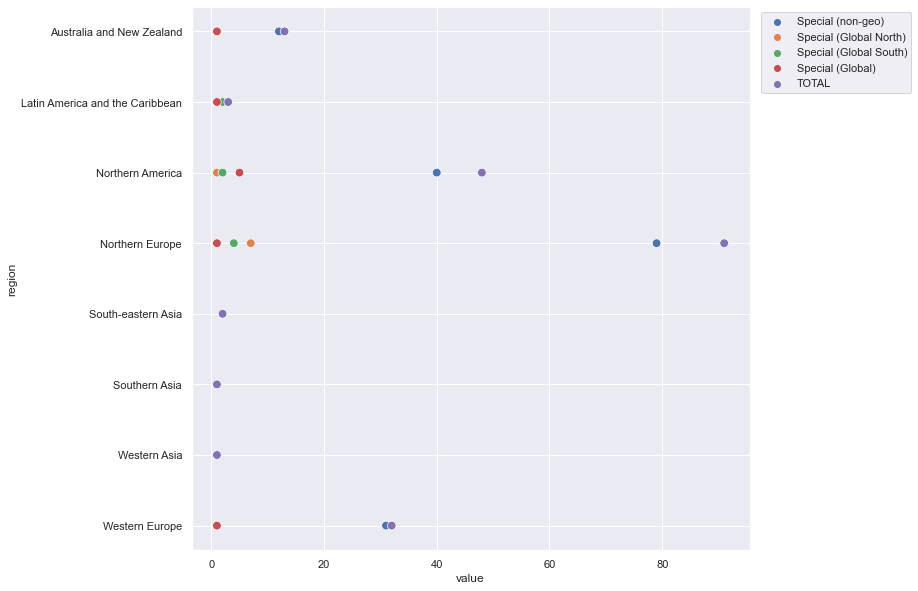 Australia and New Zealand
Latin America and the Caribbean
Northern America
Northern Europe
South-eastern Asia
Southern Asia
Western Asia
Western Europe
region
0 20 40 60 80
value
Special (non-geo)
Special (Global North)
Special (Global South)
Special (Global)
TOTAL